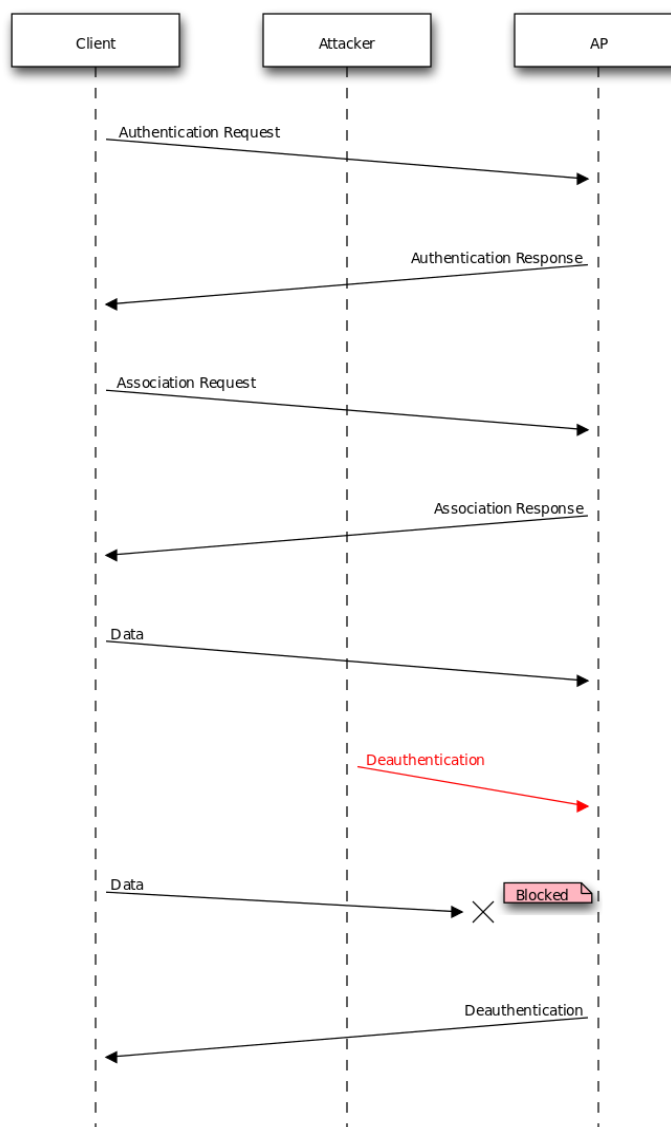 Client
Attacker
AP
Authentication Request
Authentication Response
Association Request
Association Response
Data
Deauthentication
Data
Blocked
Deauthentication